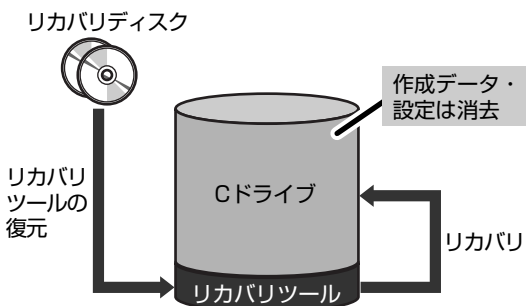 リカバリディスク
作成データ・
設定は消去
リカバリ
ツールの
復元
Cドライブ
リカバリ
リカバリツール